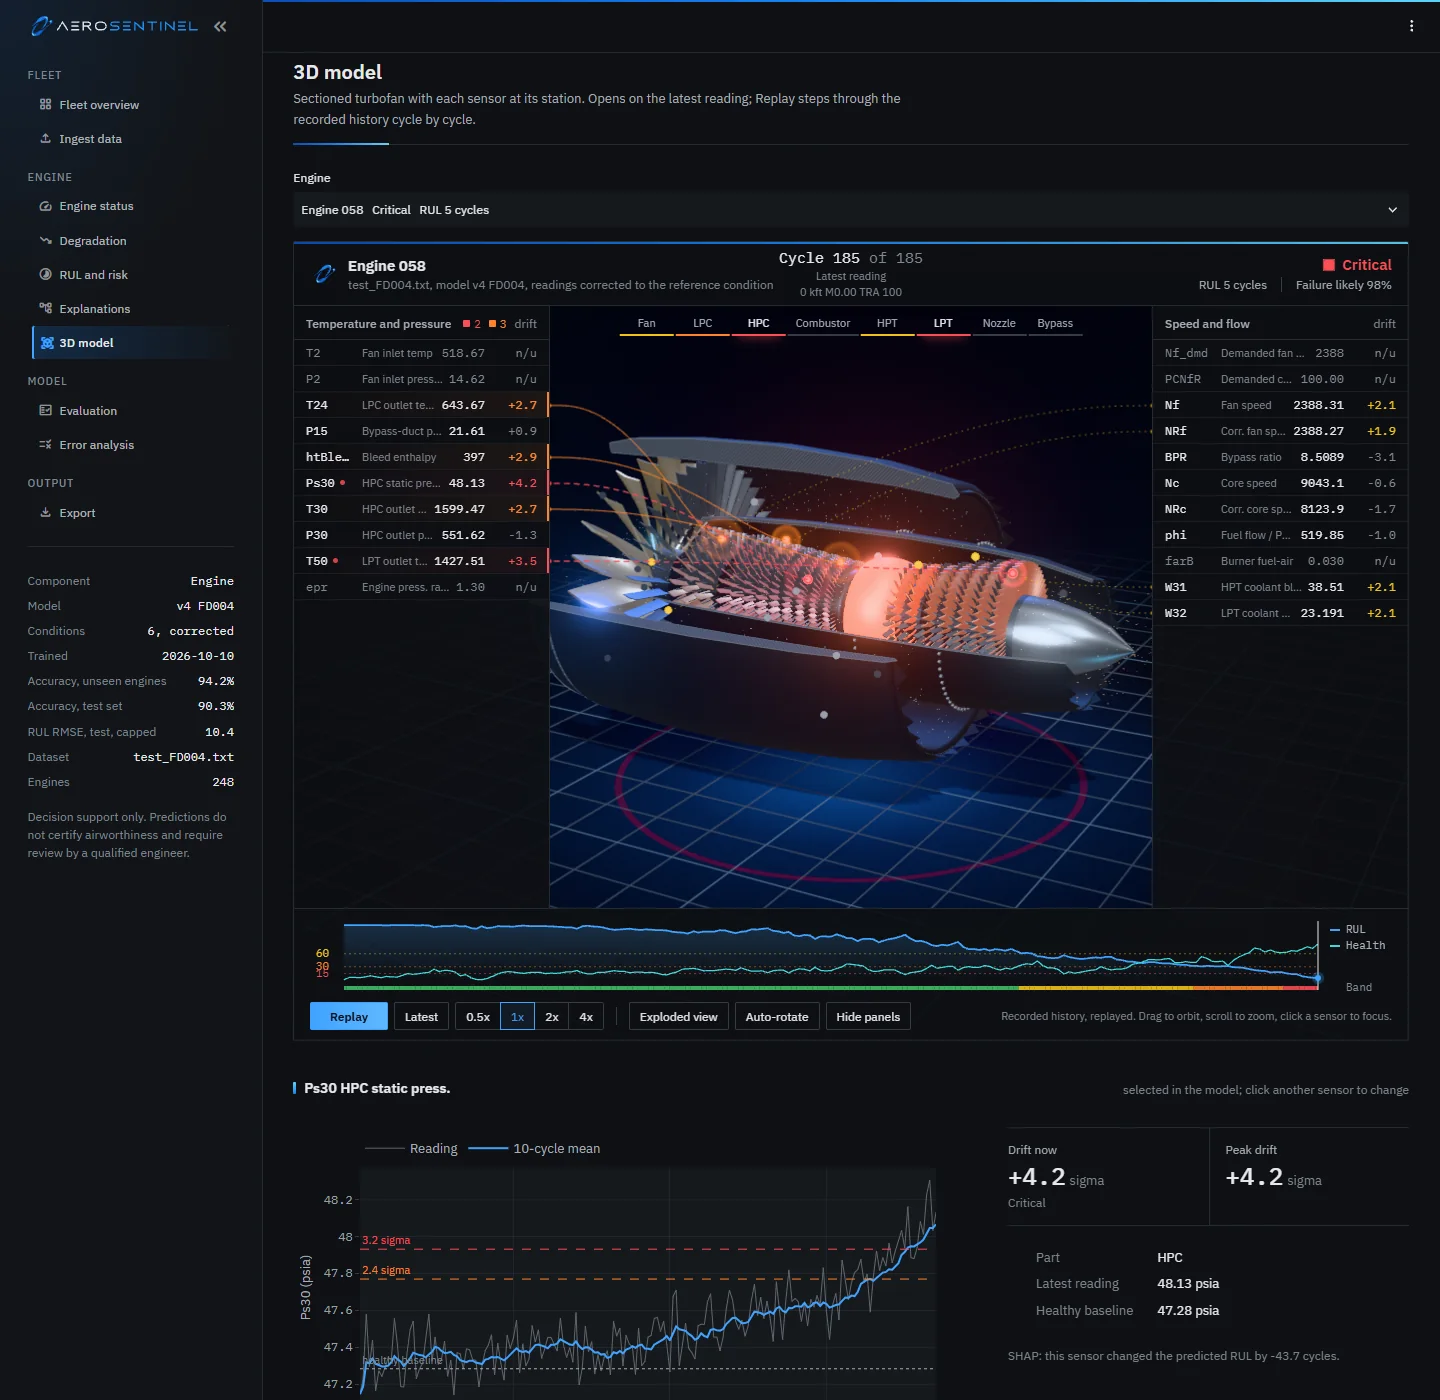 AEROSENTINEL
FLEET
Fleet overview
Ingest data
ENGINE
Engine status
Degradation
RUL and risk
Explanations
3D model
MODEL
Evaluation
Error analysis
OUTPUT
Export
Component Engine
Model v4 FD004
Conditions 6, corrected
Trained 2026-10-10
Accuracy, unseen engines 94.2%
Accuracy, test set 90.3%
RUL RMSE, test, capped 10.4
Dataset test_FD004.txt
Engines 248
Decision support only. Predictions do
not certify airworthiness and require
review by a qualified engineer.
3D model
Sectioned turbofan with each sensor at its station. Opens on the latest reading; Replay steps through the
recorded history cycle by cycle.
Engine
Engine 058 Critical RUL 5 cycles
Engine 058
test_FD004.txt, model v4 FD004, readings corrected to the reference condition
Cycle 185 of 185
Latest reading
0 kft M0.00 TRA 100
Critical
RUL 5 cycles Failure likely 98%
Temperature and pressure 2 3 drift
T2 Fan inlet temp 518.67 n/u
P2 Fan inlet press... 14.62 n/u
T24 LPC outlet te... 643.67 +2.7
P15 Bypass-duct p... 21.61 +0.9
htBle... Bleed enthalpy 397 +2.9
Ps30 HPC static pre... 48.13 +4.2
T30 HPC outlet ... 1599.47 +2.7
P30 HPC outlet p... 551.62 -1.3
T50 LPT outlet t... 1427.51 +3.5
epr Engine press. ra... 1.30 n/u
Fan LPC HPC Combustor HPT LPT Nozzle Bypass
Speed and flow drift
Nf_dmd Demanded fan ... 2388 n/u
PCNfR Demanded c... 100.00 n/u
Nf Fan speed 2388.31 +2.1
NRf Corr. fan sp... 2388.27 +1.9
BPR Bypass ratio 8.5089 -3.1
Nc Core speed 9043.1 -0.6
NRc Corr. core sp... 8123.9 -1.7
phi Fuel flow / P... 519.85 -1.0
farB Burner fuel-air 0.030 n/u
W31 HPT coolant bl... 38.51 +2.1
W32 LPT coolant ... 23.191 +2.1
60
30
15
RUL
Health
Band
Replay Latest 0.5x 1x 2x 4x Exploded view Auto-rotate Hide panels
Recorded history, replayed. Drag to orbit, scroll to zoom, click a sensor to focus.
Ps30 HPC static press.
selected in the model; click another sensor to change
Reading 10-cycle mean
Ps30 (psia)
48.2
48
47.8
47.6
47.4
47.2
3.2 sigma
2.4 sigma
healthy baseline
Drift now
+4.2 sigma
Critical
Peak drift
+4.2 sigma
Part HPC
Latest reading 48.13 psia
Healthy baseline 47.28 psia
SHAP: this sensor changed the predicted RUL by -43.7 cycles.